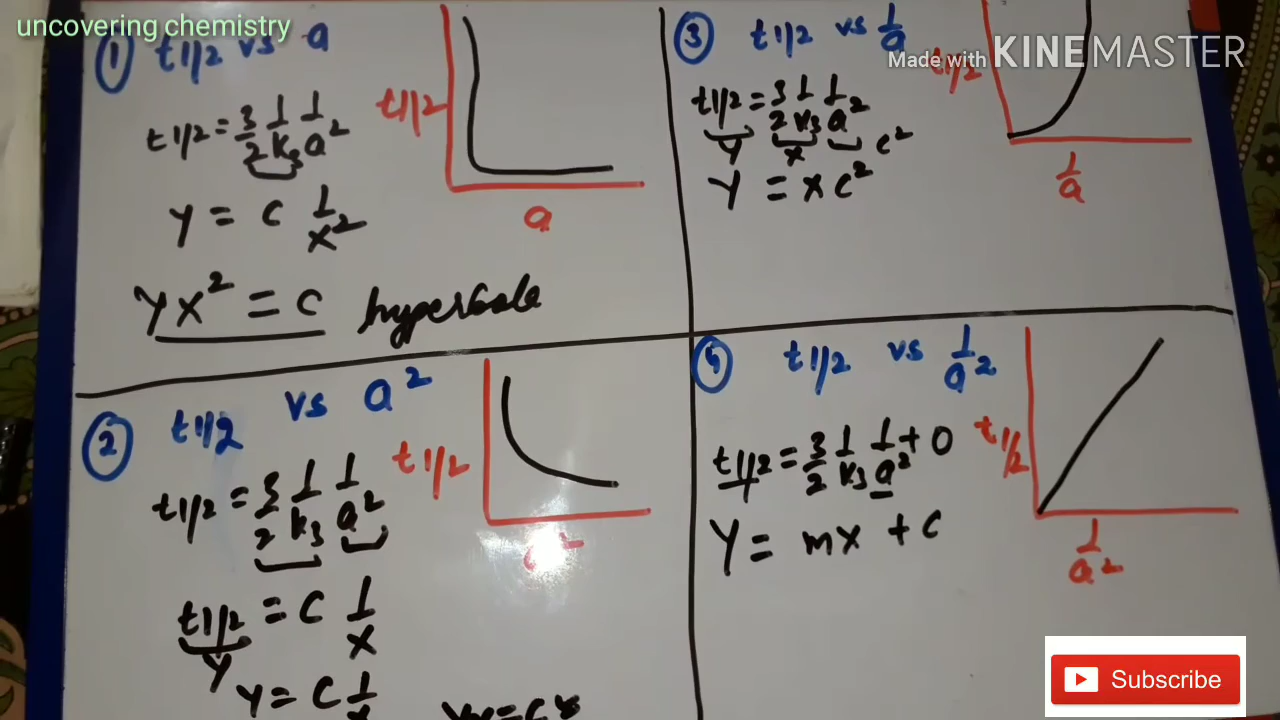 uncovering chemistry
Made with KINEMASTER
① t1/2 vs a
t1/2 = 3/2 1/k₃ 1/a²
Y = C 1/x²
Yx² = C hyperbola
t1/2
a
② t1/2 vs a²
t1/2 = 3/2 1/k₃ 1/a²
t1/2 = C 1/x
Y
Y = C 1/x
t1/2
③ t1/2 vs 1/a
t1/2 = 3/2 1/k₃ 1/a²
Y x c²
Y = x c²
t1/2
1/a
④ t1/2 vs 1/a²
t1/2 = 3/2 1/k₃ 1/a² + 0
Y = mx + C
t1/2
1/a²
Subscribe